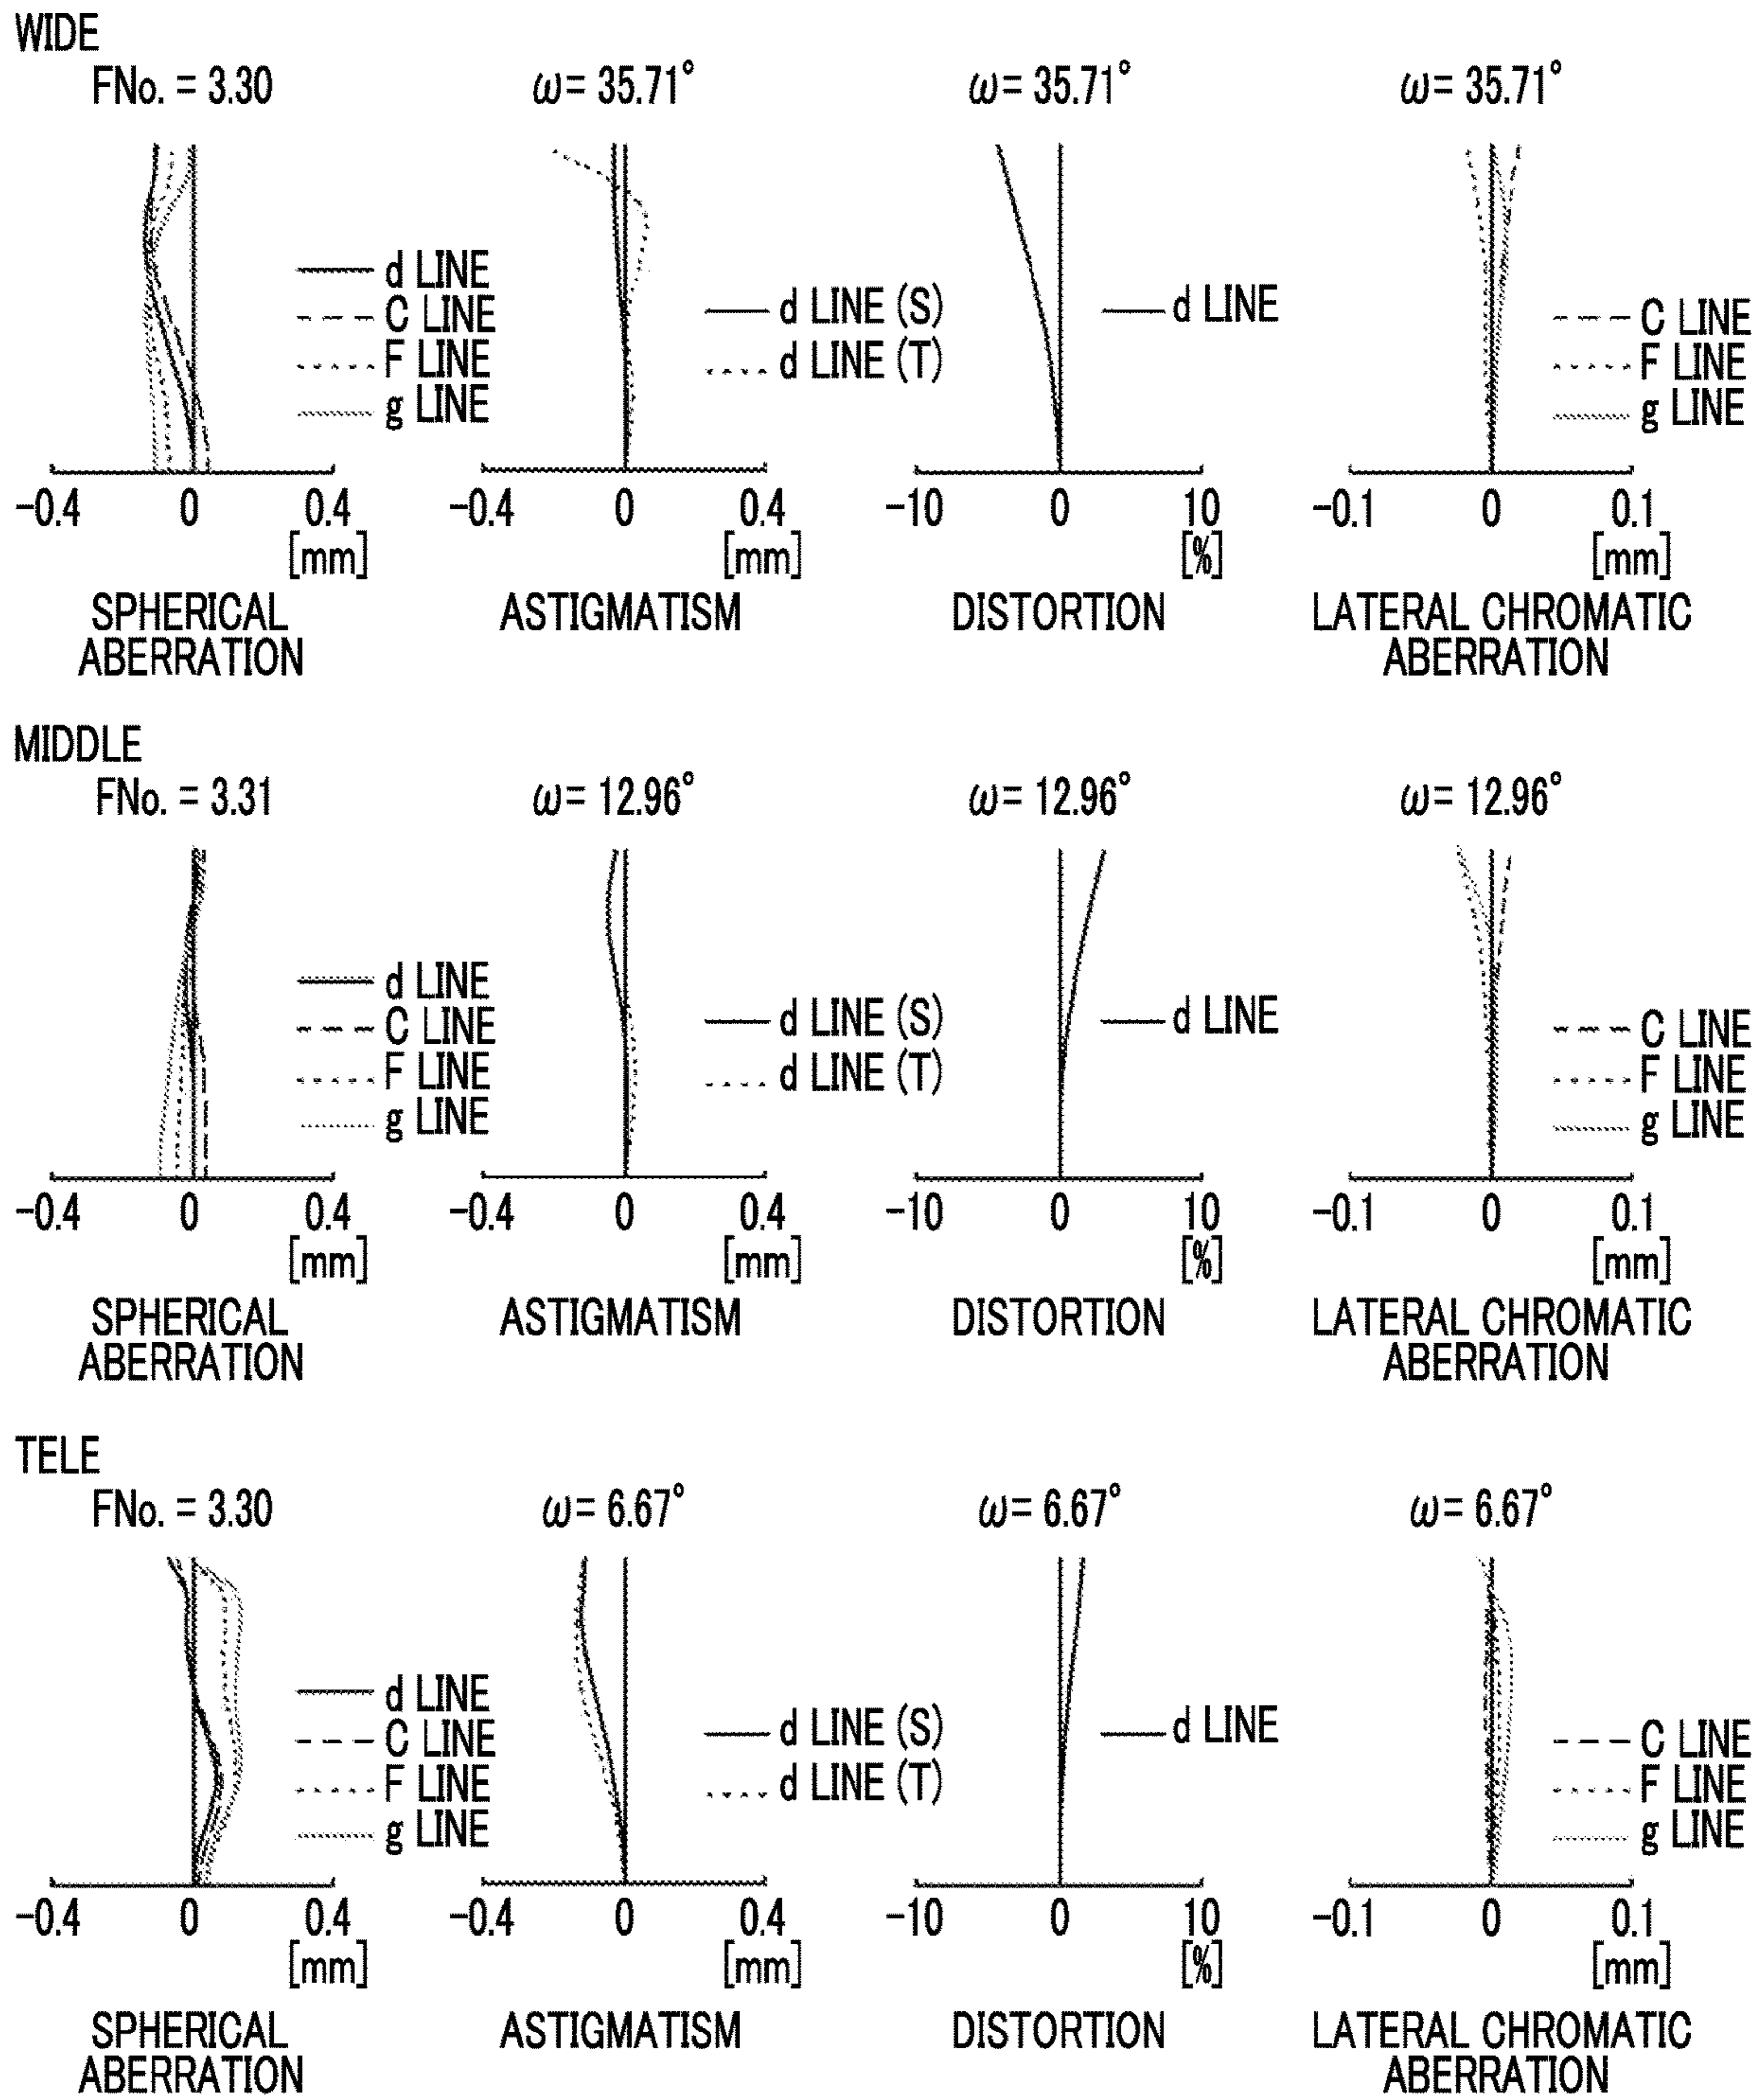 WIDE
FNo. = 3.30
ω= 35.71°
ω= 35.71°
ω= 35.71°
d LINE
C LINE
F LINE
g LINE
d LINE (S)
d LINE (T)
d LINE
C LINE
F LINE
g LINE
-0.4 0 0.4
[mm]
-0.4 0 0.4
[mm]
-10 0 10
[%]
-0.1 0 0.1
[mm]
SPHERICAL
ABERRATION
ASTIGMATISM
DISTORTION
LATERAL CHROMATIC
ABERRATION
MIDDLE
FNo. = 3.31
ω= 12.96°
ω= 12.96°
ω= 12.96°
d LINE
C LINE
F LINE
g LINE
d LINE (S)
d LINE (T)
d LINE
C LINE
F LINE
g LINE
-0.4 0 0.4
[mm]
-0.4 0 0.4
[mm]
-10 0 10
[%]
-0.1 0 0.1
[mm]
SPHERICAL
ABERRATION
ASTIGMATISM
DISTORTION
LATERAL CHROMATIC
ABERRATION
TELE
FNo. = 3.30
ω= 6.67°
ω= 6.67°
ω= 6.67°
d LINE
C LINE
F LINE
g LINE
d LINE (S)
d LINE (T)
d LINE
C LINE
F LINE
g LINE
-0.4 0 0.4
[mm]
-0.4 0 0.4
[mm]
-10 0 10
[%]
-0.1 0 0.1
[mm]
SPHERICAL
ABERRATION
ASTIGMATISM
DISTORTION
LATERAL CHROMATIC
ABERRATION